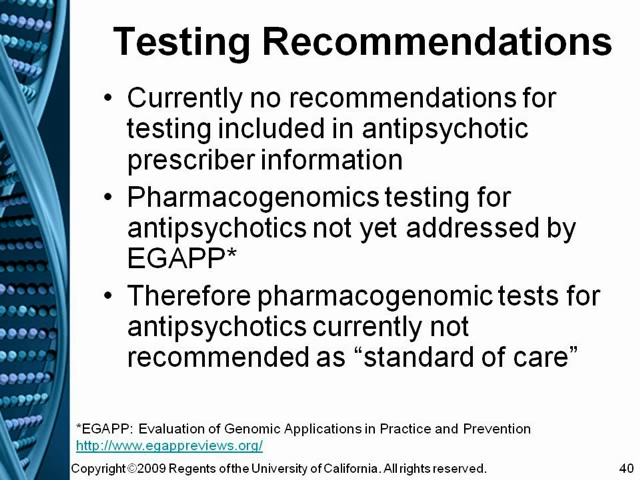 Testing Recommendations
• Currently no recommendations for
testing included in antipsychotic
prescriber information
• Pharmacogenomics testing for
antipsychotics not yet addressed by
EGAPP*
• Therefore pharmacogenomic tests for
antipsychotics currently not
recommended as “standard of care”
*EGAPP: Evaluation of Genomic Applications in Practice and Prevention
http://www.egappreviews.org/
Copyright ©2009 Regents of the University of California. All rights reserved. 40